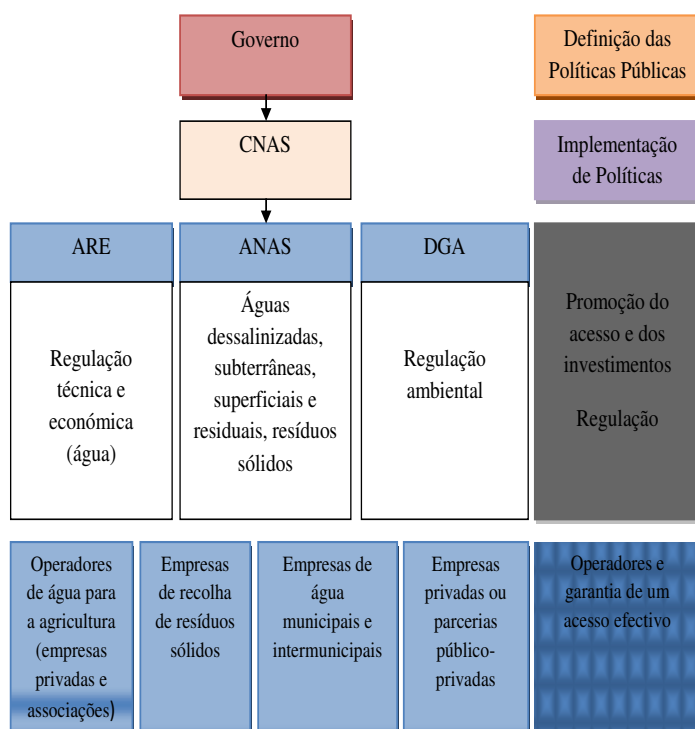 Governo
Definição das
Políticas Públicas
CNAS
Implementação
de Políticas
ARE
ANAS
DGA
Regulação
técnica e
económica
(água)
Águas
dessalinizadas,
subterrâneas,
superficiais e
residuais, resíduos
sólidos
Regulação
ambiental
Promoção do
acesso e dos
investimentos
Regulação
Operadores
de água para
a agricultura
(empresas
privadas e
associações)
Empresas
de recolha
de resíduos
sólidos
Empresas de
água
municipais e
intermunicipais
Empresas
privadas ou
parcerias
público-
privadas
Operadores e
garantia de um
acesso efectivo